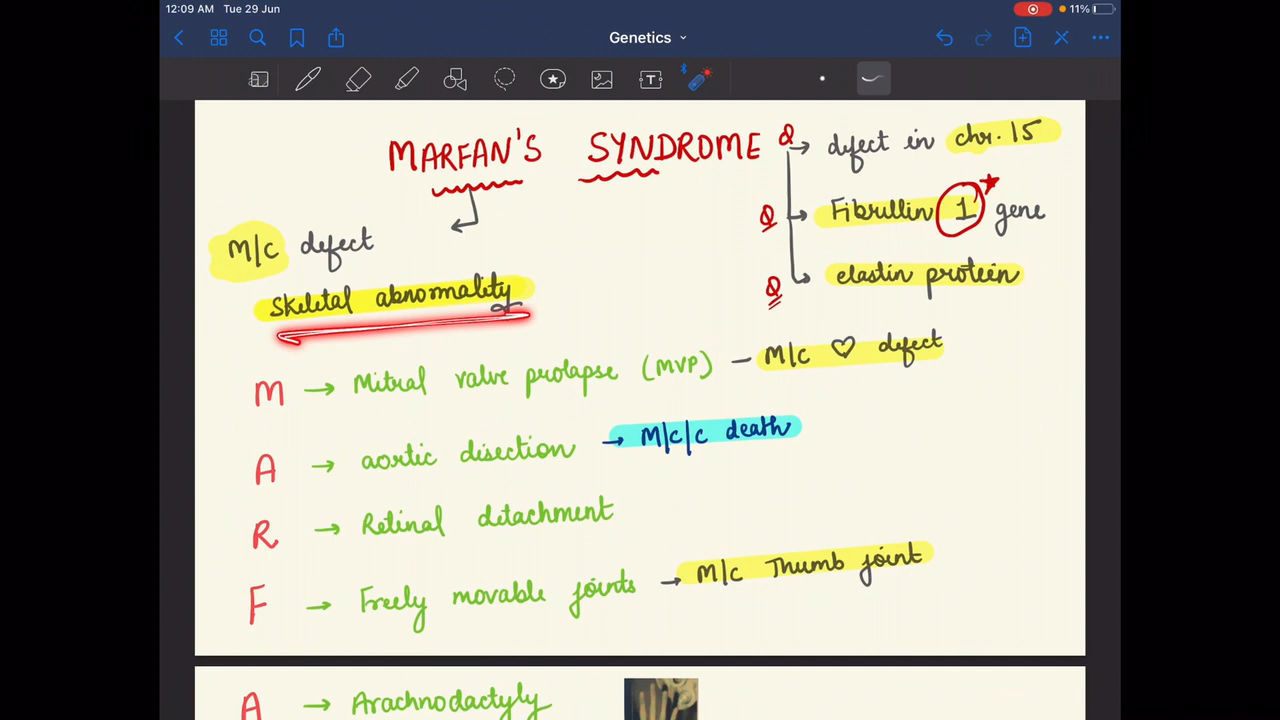 12:09 AM Tue 29 Jun
11%
Genetics
MARFAN'S SYNDROME
Q → defect in chr. 15
Q → Fibrillin 1 gene
Q → elastin protein
M/c defect
Skeletal abnormality
M → Mitral valve prolapse (MVP) — M/c ♡ defect
A → aortic disection → M/c/c death
R → Retinal detachment
F → Freely movable joints → M/c Thumb joint
A → Arachnodactyly